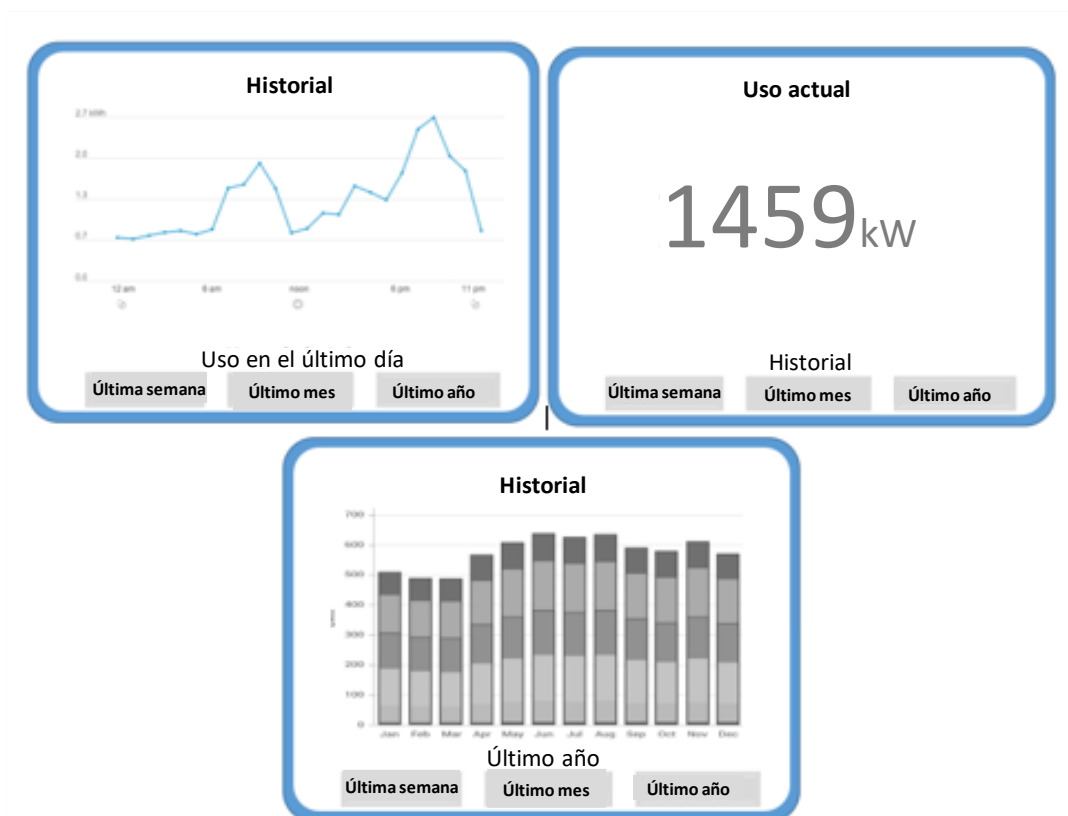 Historial
2.7 kWh
2.0
1.3
0.7
0.0
12 am 6 am noon 6 pm 11 pm
Uso en el último día
Última semana Último mes Último año
Uso actual
1459 kW
Historial
Última semana Último mes Último año
Historial
700
600
500
400
300
200
100
0
Jan Feb Mar Apr May Jun Jul Aug Sep Oct Nov Dec
Último año
Última semana Último mes Último año